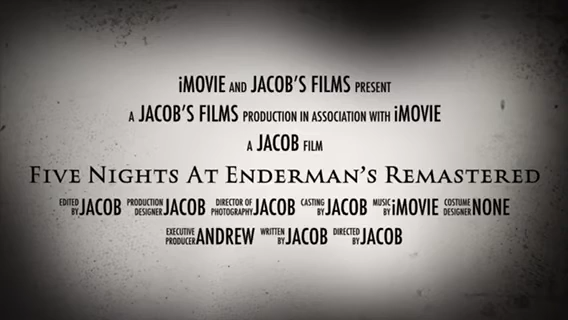 iMOVIE AND JACOB'S FILMS PRESENT
A JACOB'S FILMS PRODUCTION IN ASSOCIATION WITH iMOVIE
A JACOB FILM
FIVE NIGHTS AT ENDERMAN'S REMASTERED
EDITED BY JACOB PRODUCTION DESIGNER JACOB DIRECTOR OF PHOTOGRAPHY JACOB CASTING BY JACOB MUSIC BY iMOVIE COSTUME DESIGNER NONE
EXECUTIVE PRODUCER ANDREW WRITTEN BY JACOB DIRECTED BY JACOB